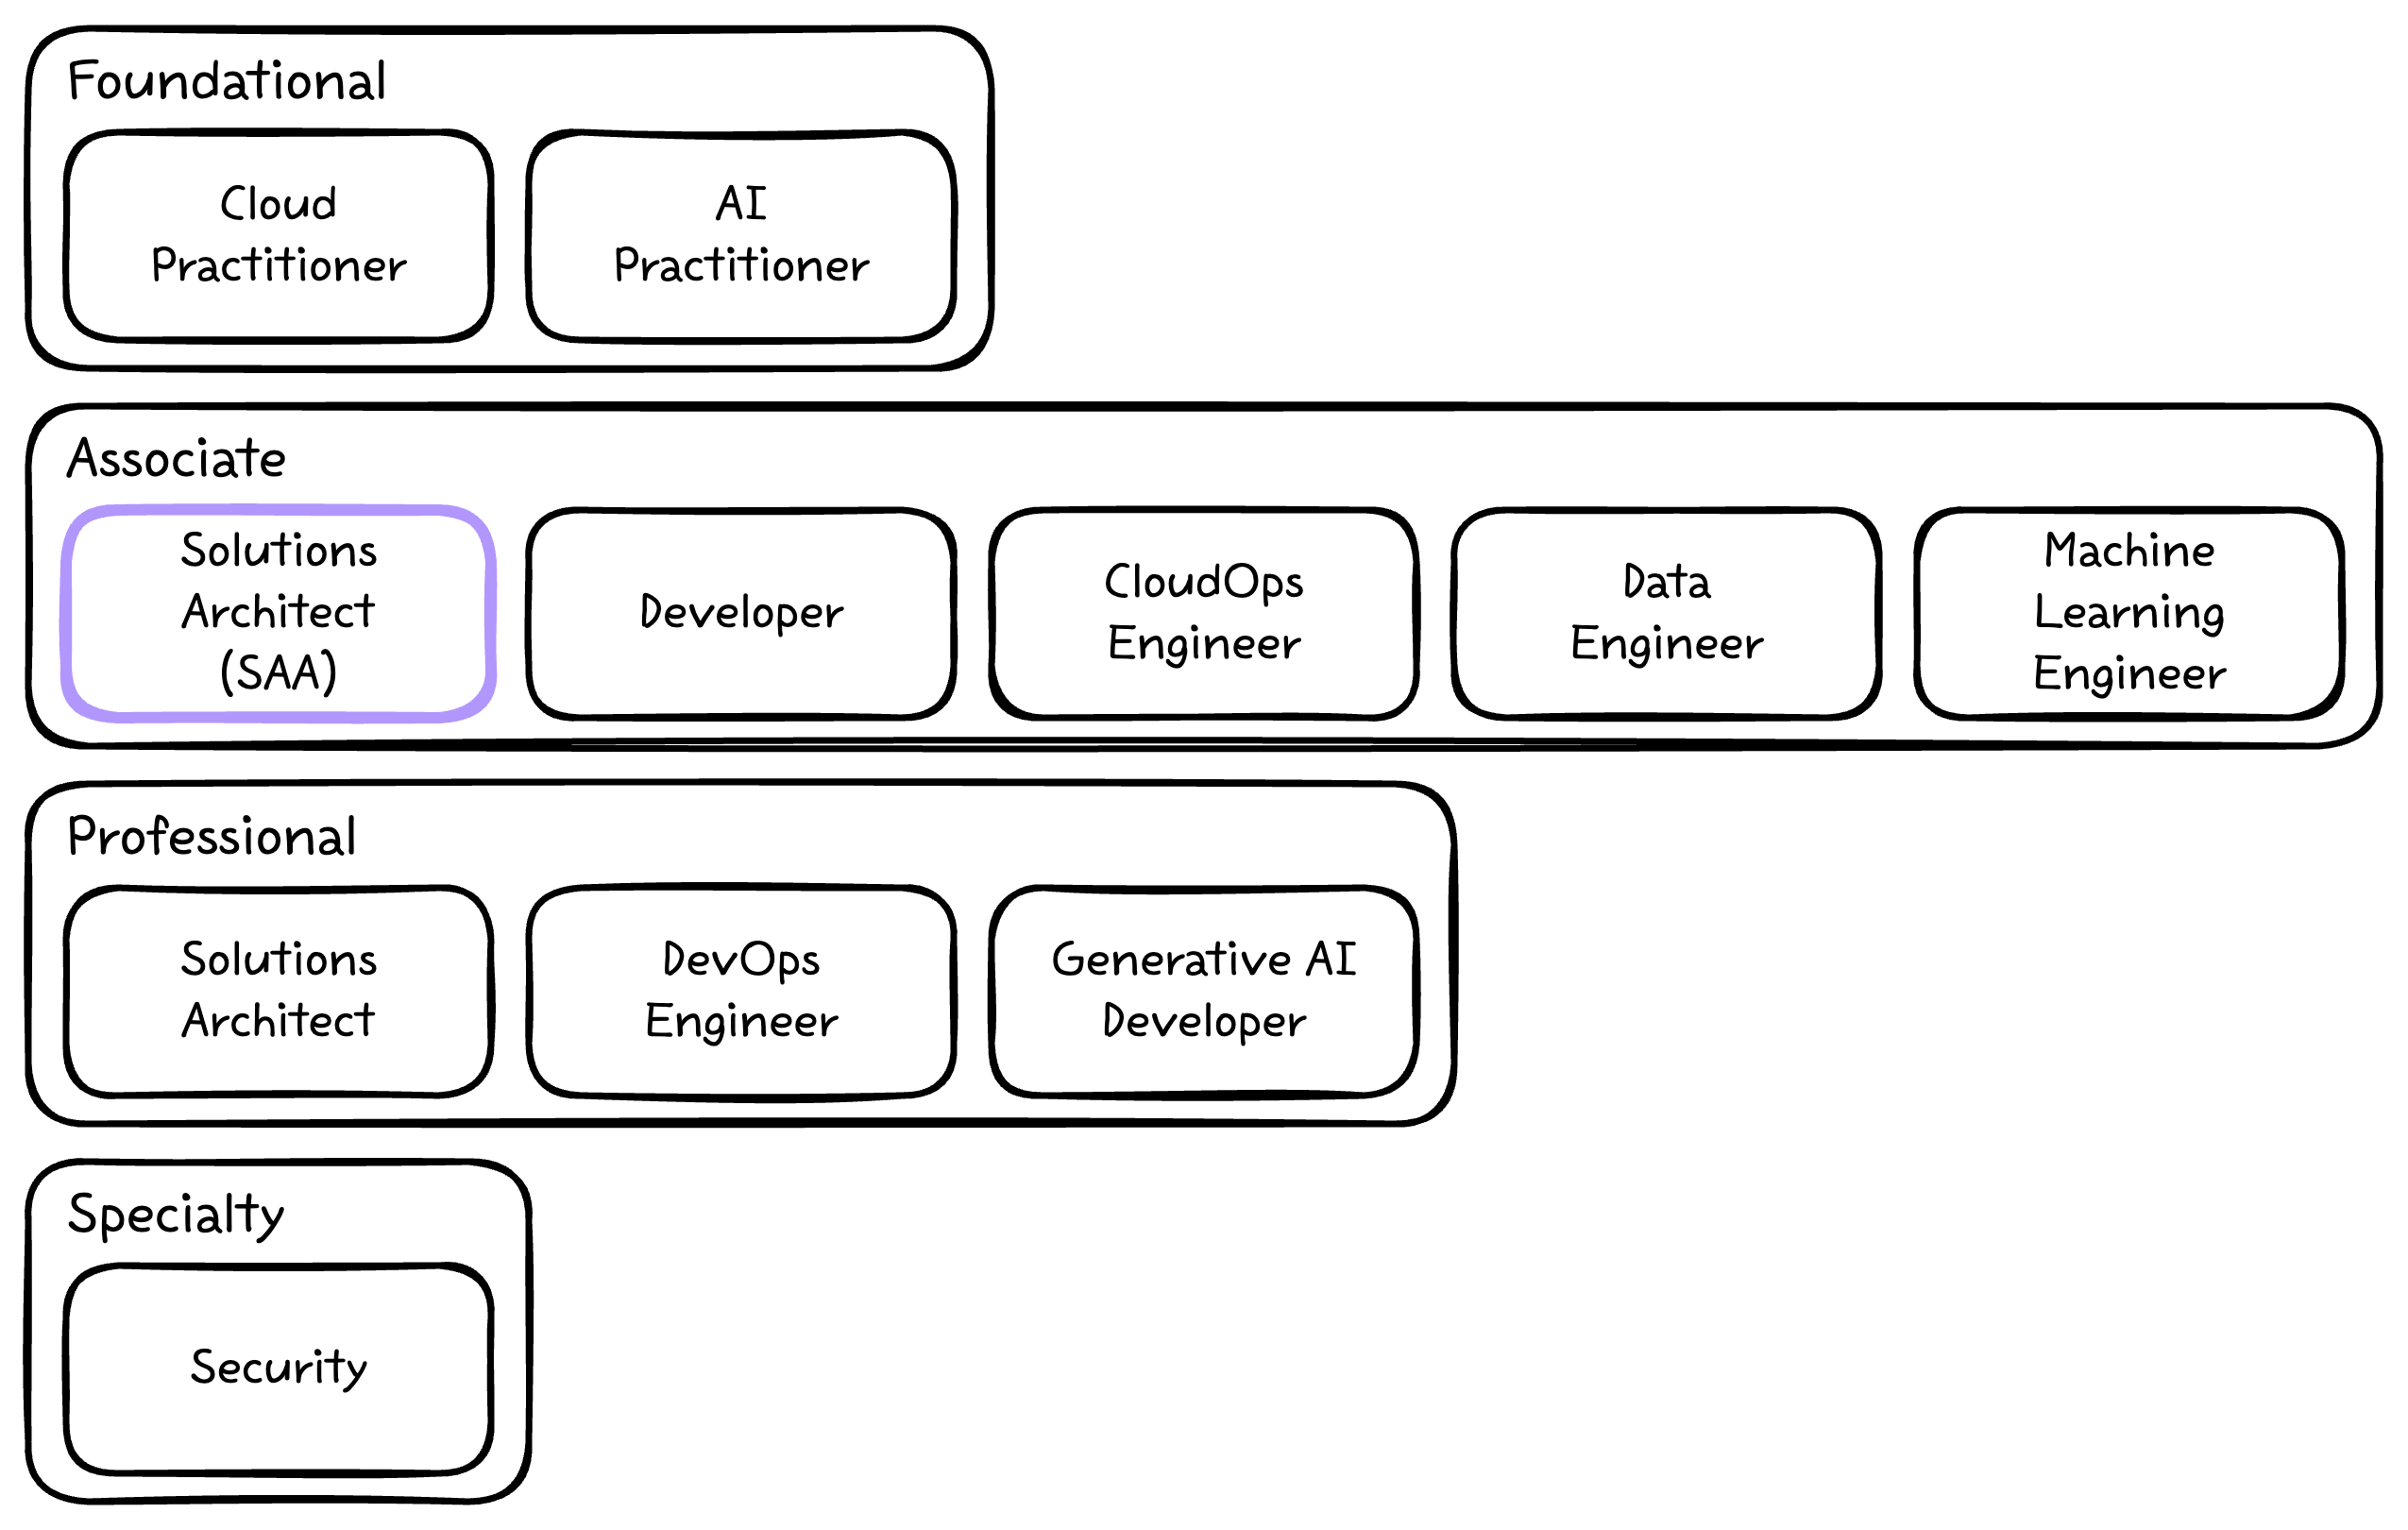 Foundational
Cloud
Practitioner
AI
Practitioner
Associate
Solutions
Architect
(SAA)
Developer
CloudOps
Engineer
Data
Engineer
Machine
Learning
Engineer
Professional
Solutions
Architect
DevOps
Engineer
Generative AI
Developer
Specialty
Security